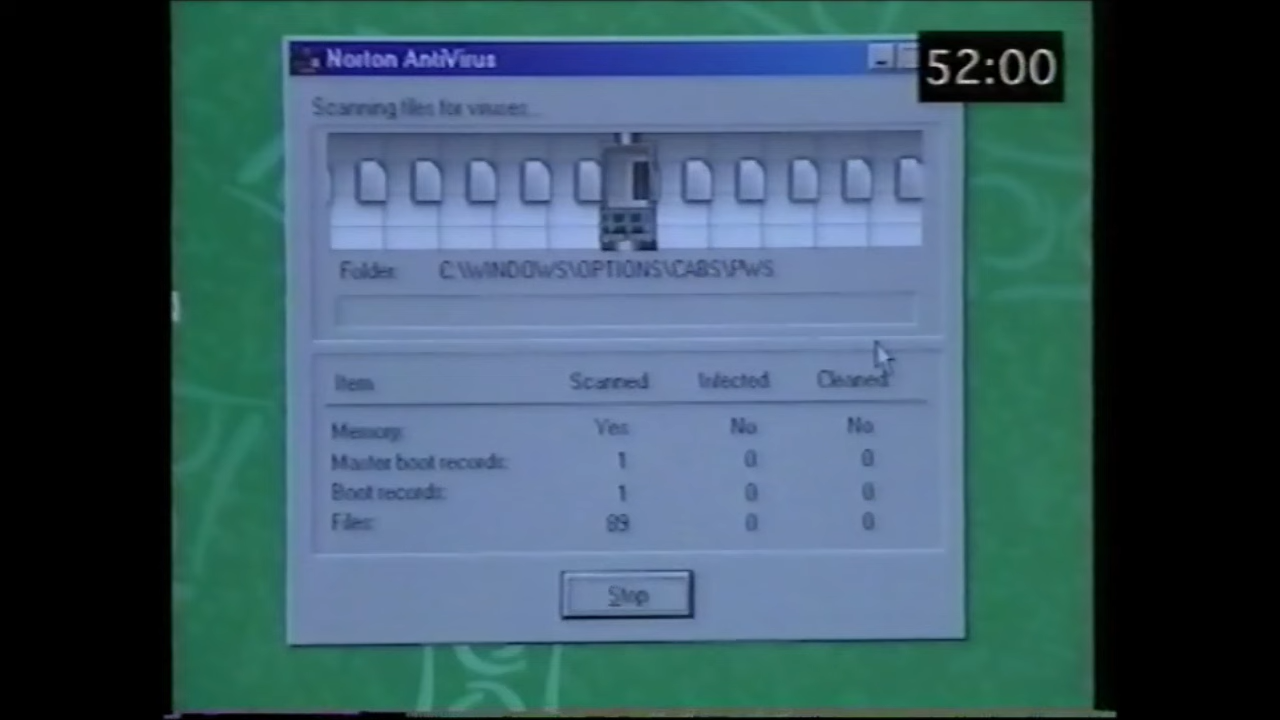 Norton AntiVirus
52:00
Scanning files for viruses...
Folder: C:\WINDOWS\OPTIONS\CABS\PWS
Item Scanned Infected Cleaned
Memory: Yes No No
Master boot records: 1 0 0
Boot records: 1 0 0
Files: 89 0 0
Stop